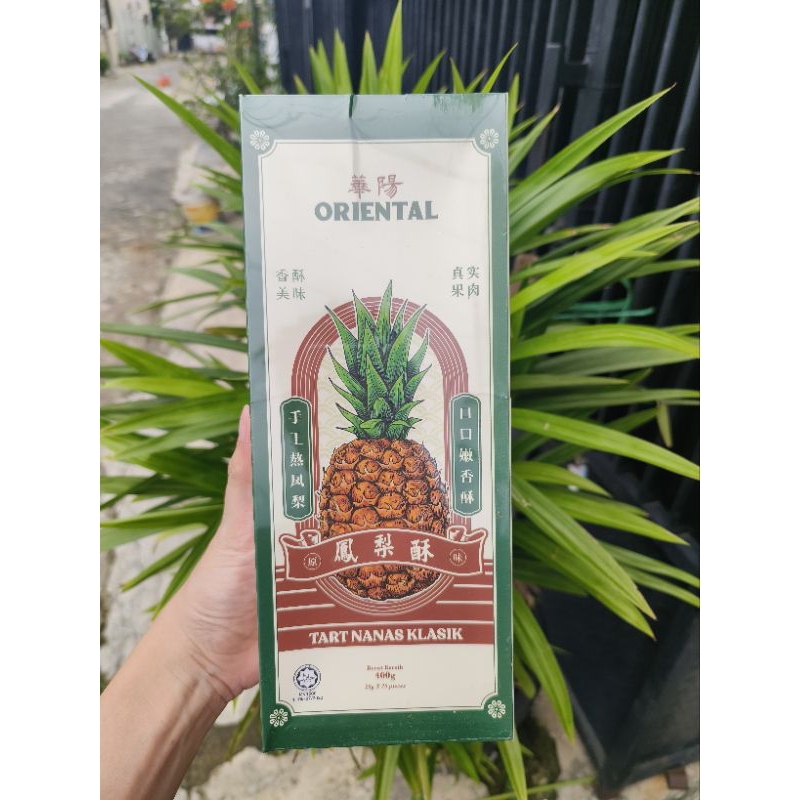 華陽
ORIENTAL
香酥
美味
真实
果肉
手工熬凤梨
口口嫩香酥
原 鳳梨酥 味
TART NANAS KLASIK
Berat Bersih
400g